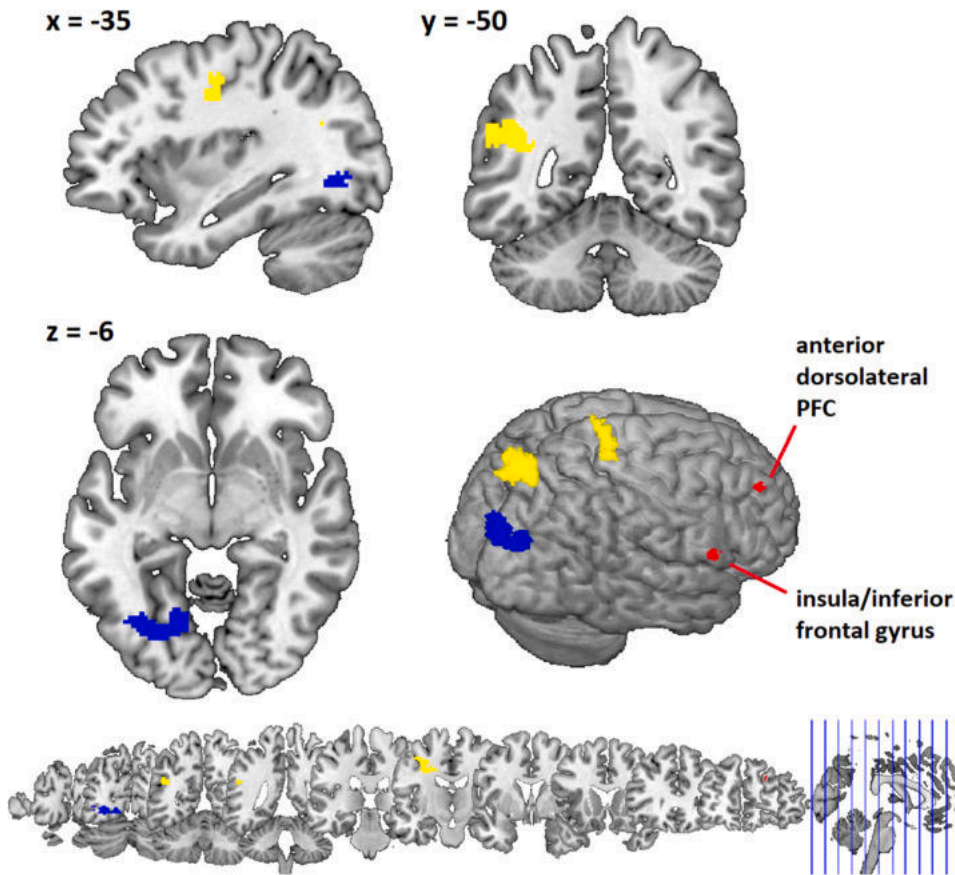 x = -35
y = -50
z = -6
anterior
dorsolateral
PFC
insula/inferior
frontal gyrus